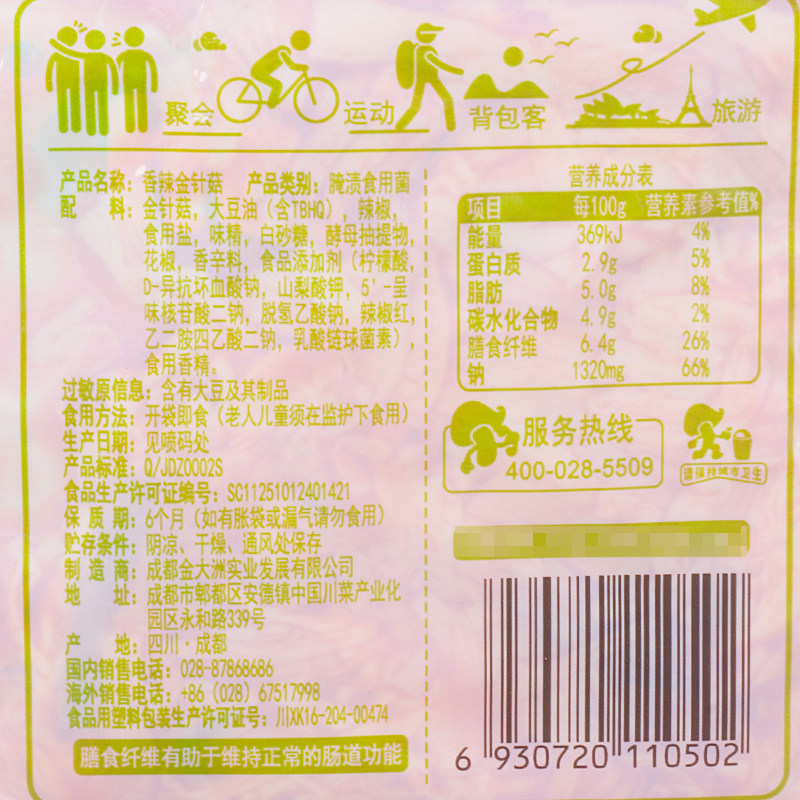 聚会
运动
背包客
旅游
产品名称：香辣金针菇 产品类别：腌渍食用菌
配 料：金针菇，大豆油（含TBHQ），辣椒，
食用盐，味精，白砂糖，酵母抽提物，
花椒，香辛料，食品添加剂（柠檬酸，
D-异抗坏血酸钠，山梨酸钾，5'-呈
味核苷酸二钠，脱氢乙酸钠，辣椒红，
乙二胺四乙酸二钠，乳酸链球菌素），
食用香精。
过敏原信息：含有大豆及其制品
食用方法：开袋即食（老人儿童须在监护下食用）
生产日期：见喷码处
产品标准：Q/JDZ0002S
食品生产许可证编号：SC11251012401421
保 质 期：6个月（如有胀袋或漏气请勿食用）
贮存条件：阴凉、干燥、通风处保存
制 造 商：成都金大洲实业发展有限公司
地 址：成都市郫都区安德镇中国川菜产业化
园区永和路339号
产 地：四川·成都
国内销售电话：028-87868686
海外销售电话：+86（028）67517998
食品用塑料包装生产许可证号：川XK16-204-00474
膳食纤维有助于维持正常的肠道功能
营养成分表
项目 每100g 营养素参考值%
能量 369kJ 4%
蛋白质 2.9g 5%
脂肪 5.0g 8%
碳水化合物 4.9g 2%
膳食纤维 6.4g 26%
钠 1320mg 66%
服务热线
400-028-5509
请保持城市卫生
6 930720 110502